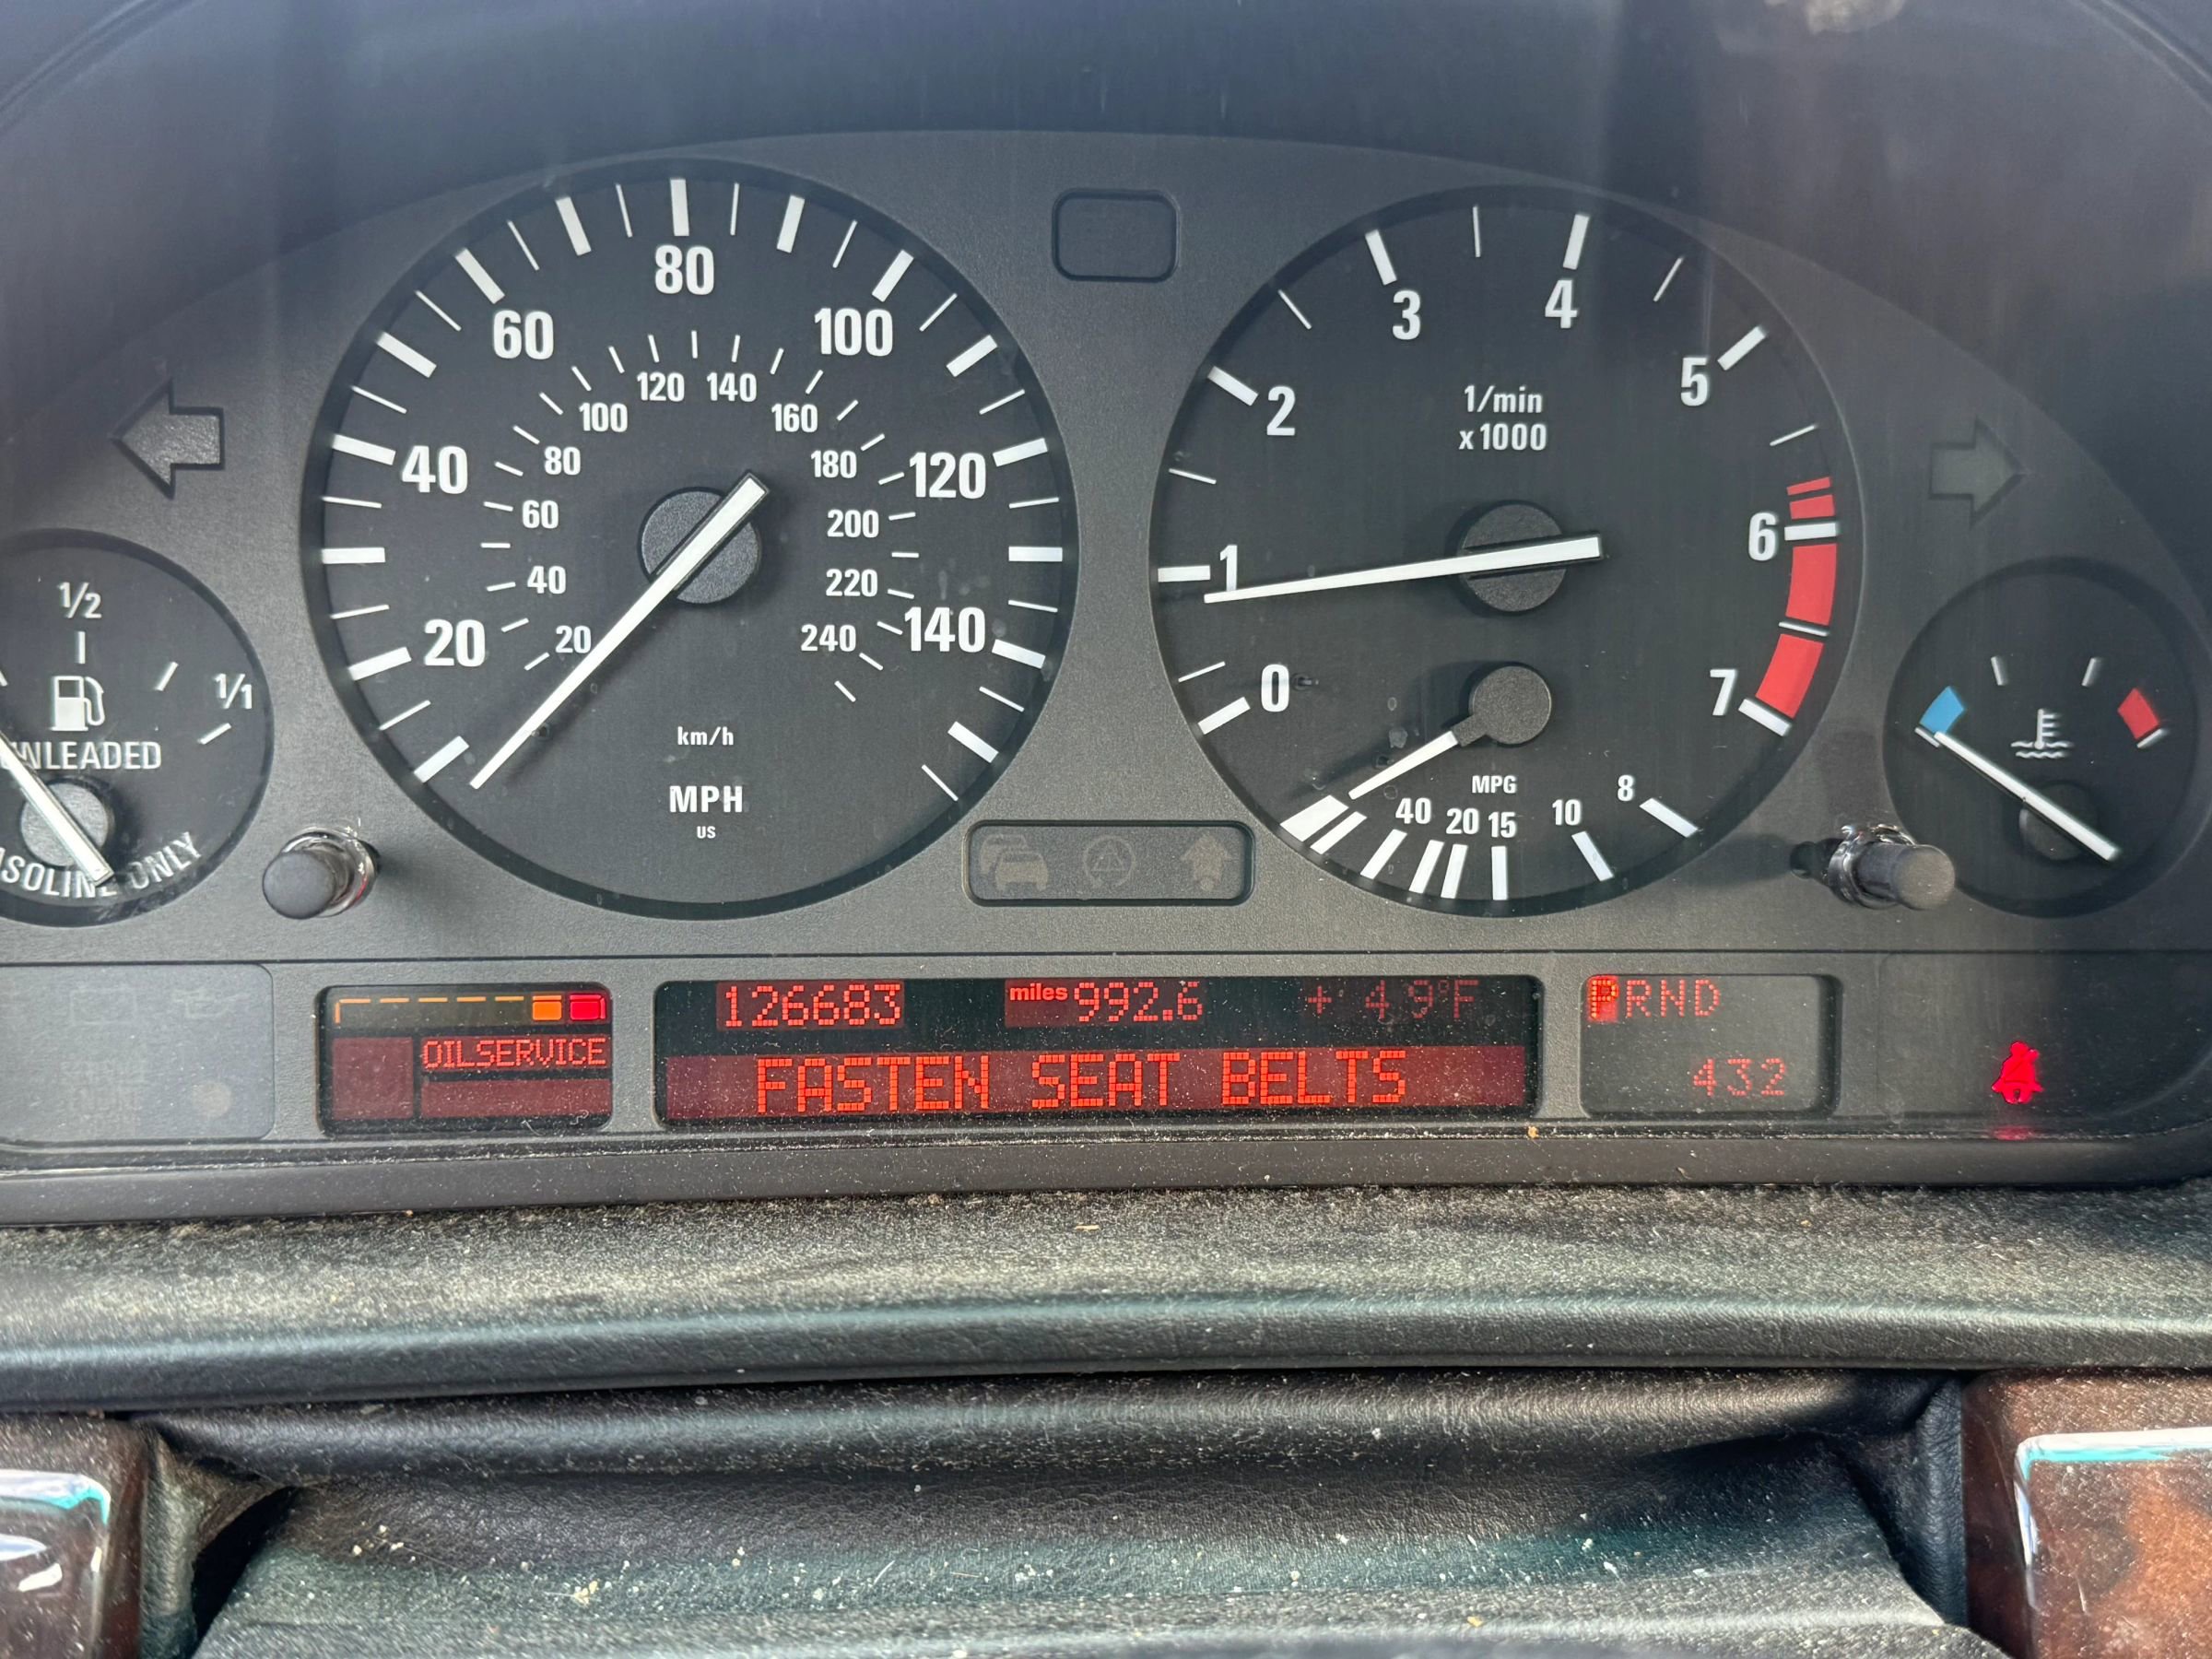 80
60 100
120 140
100 160
40 80 180 120
60 200
40 220
20 20 240 140
km/h
MPH
US
3 4
2 5
1/min
x1000
1 6
0 7
MPG
40 20 15 10 8
1/2
1/1
UNLEADED
GASOLINE ONLY
126683 miles 992.6 + 49°F
PRND
OILSERVICE
FASTEN SEAT BELTS
432